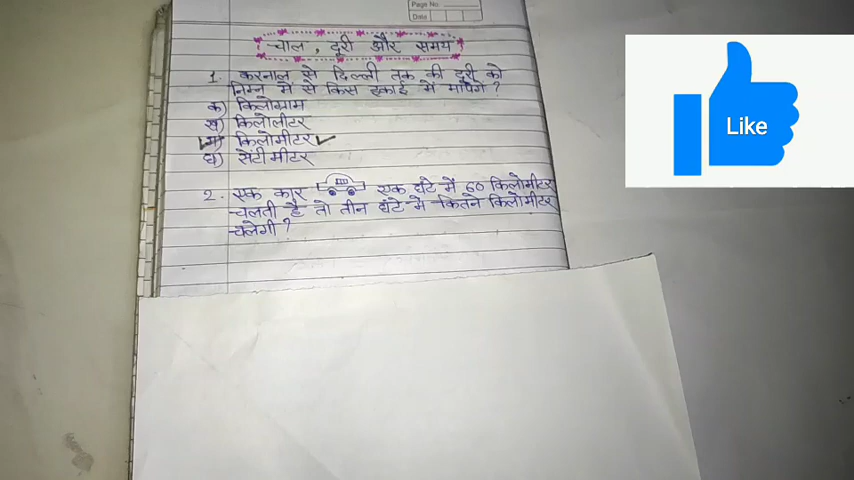 Page No.
Date
चाल, दूरी और समय
1. करनाल से दिल्ली तक की दूरी को
निम्न में से किस इकाई में मापेंगे ?
क) किलोग्राम
ख) किलोलीटर
ग) किलोमीटर
घ) सेंटीमीटर
2. एक कार एक घंटे में 60 किलोमीटर
चलती है तो तीन घंटे में कितने किलोमीटर
चलेगी ?
Like